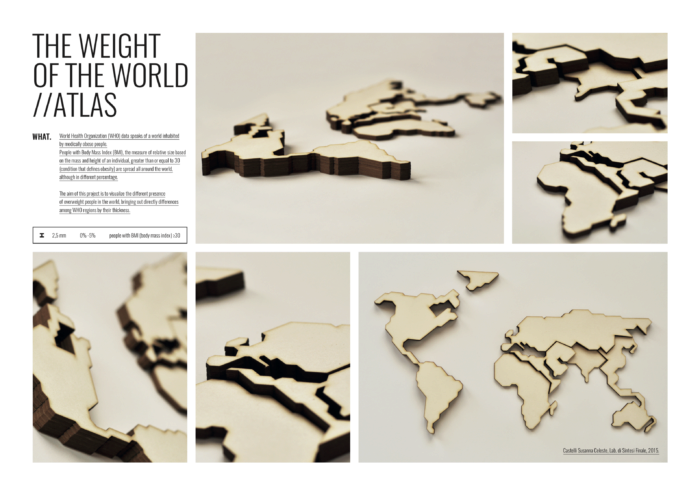 THE WEIGHT
OF THE WORLD
//ATLAS
WHAT.
World Health Organization (WHO) data speaks of a world inhabited
by medically obese people.
People with Body Mass Index (BMI), the measure of relative size based
on the mass and height of an individual, greater than or equal to 30
(condition that defines obesity) are spread all around the world,
although in different percentage.
The aim of this project is to visualize the different presence
of overweight people in the world, bringing out directly differences
among WHO regions by their thickness.
2,5 mm 0% -5% people with BMI (body mass index) ≥30
Castelli Susanna Celeste, Lab. di Sintesi Finale, 2015.